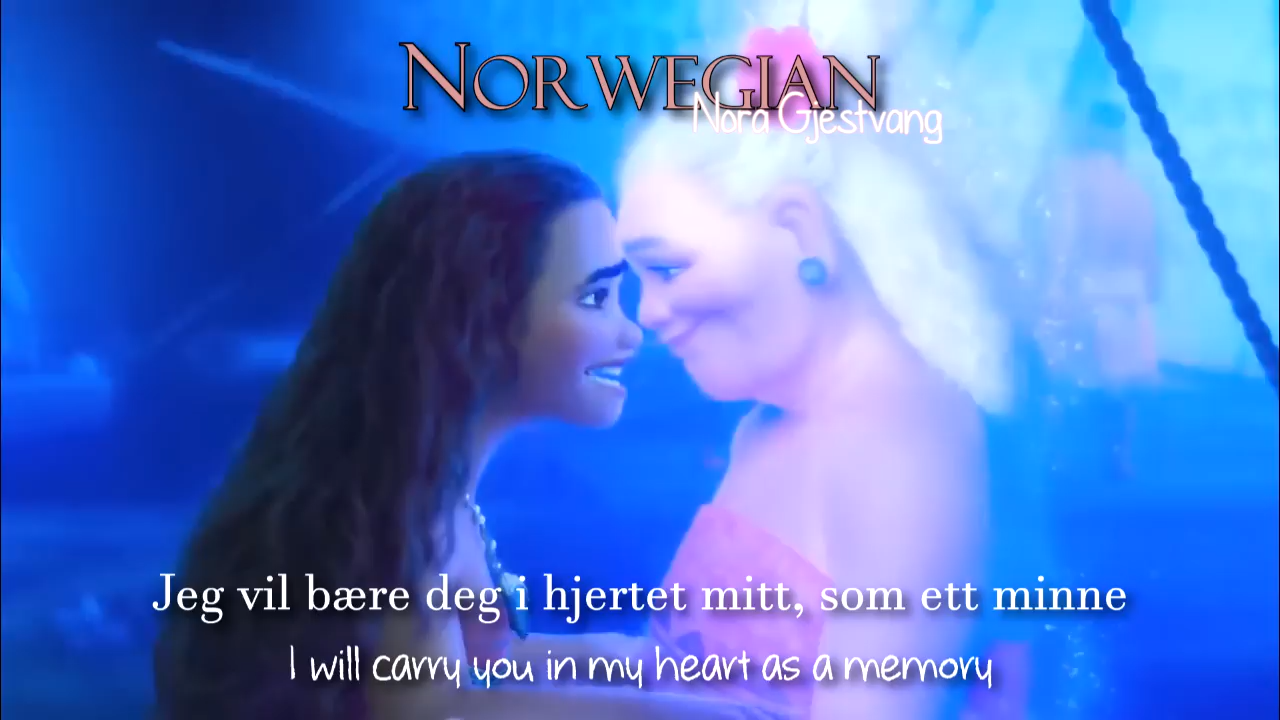 Norwegian
Nora Gjestvang
Jeg vil bære deg i hjertet mitt, som ett minne
I will carry you in my heart as a memory